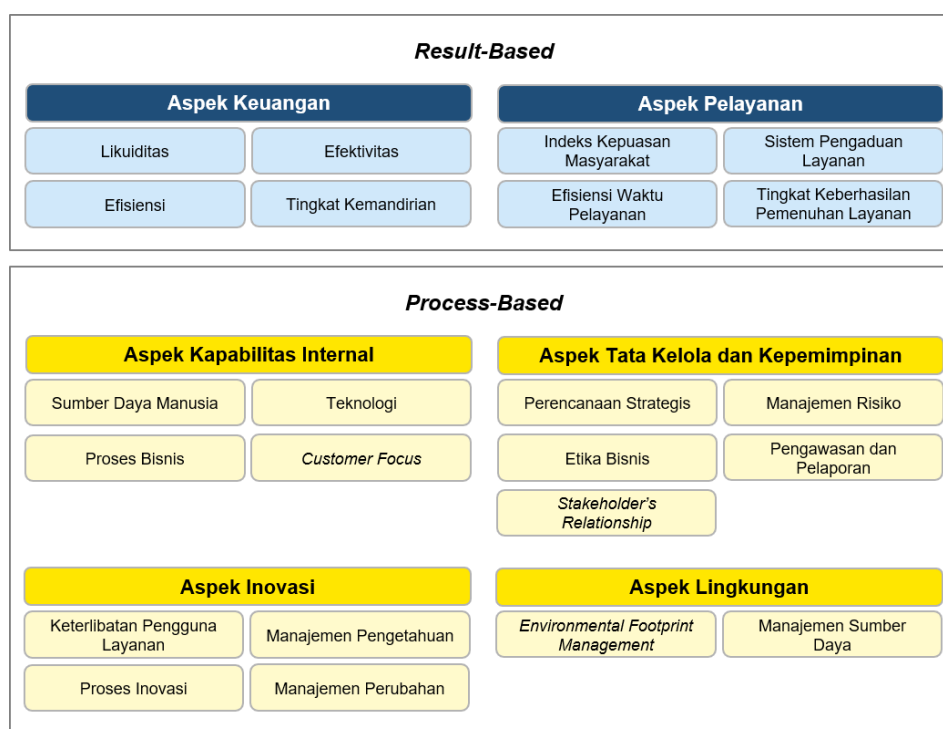 Result-Based
Aspek Keuangan
Likuiditas
Efektivitas
Efisiensi
Tingkat Kemandirian
Aspek Pelayanan
Indeks Kepuasan
Masyarakat
Sistem Pengaduan
Layanan
Efisiensi Waktu
Pelayanan
Tingkat Keberhasilan
Pemenuhan Layanan
Process-Based
Aspek Kapabilitas Internal
Sumber Daya Manusia
Teknologi
Proses Bisnis
Customer Focus
Aspek Tata Kelola dan Kepemimpinan
Perencanaan Strategis
Manajemen Risiko
Etika Bisnis
Pengawasan dan
Pelaporan
Stakeholder's
Relationship
Aspek Inovasi
Keterlibatan Pengguna
Layanan
Manajemen Pengetahuan
Proses Inovasi
Manajemen Perubahan
Aspek Lingkungan
Environmental Footprint
Management
Manajemen Sumber
Daya